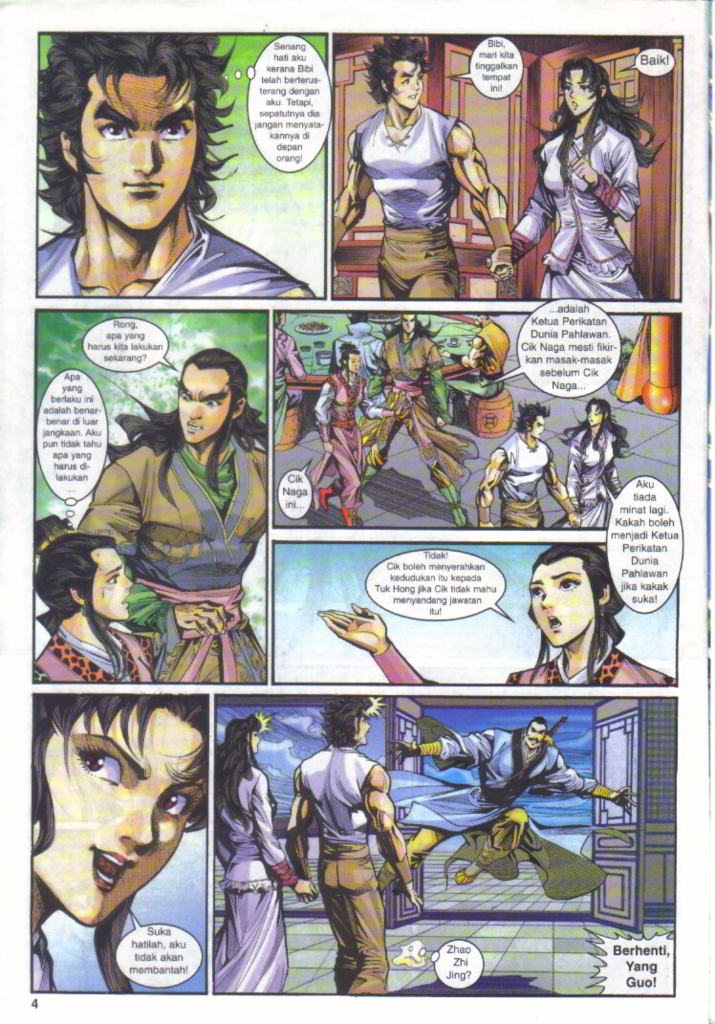 Senang
hati aku
kerana Bibi
telah berterus-
terang dengan
aku. Tetapi,
sepatutnya dia
jangan menyata-
kannya di
depan
orang!
Bibi,
mari kita
tinggalkan
tempat
ini!
Baik!
Rong,
apa yang
harus kita lakukan
sekarang?
Apa
yang
berlaku ini
adalah benar-
benar di luar
jangkaan. Aku
pun tidak tahu
apa yang
harus di-
lakukan
...
...adalah
Ketua Perikatan
Dunia Pahlawan.
Cik Naga mesti fikir-
kan masak-masak
sebelum Cik
Naga...
Cik
Naga
ini...
Aku
tiada
minat lagi.
Kakah boleh
menjadi Ketua
Perikatan
Dunia
Pahlawan
jika kakak
suka!
Tidak!
Cik boleh menyerahkan
kedudukan itu kepada
Tuk Hong jika Cik tidak mahu
menyandang jawatan
itu!
Suka
hatilah, aku
tidak akan
membantah!
Zhao
Zhi
Jing?
Berhenti,
Yang
Guo!
4